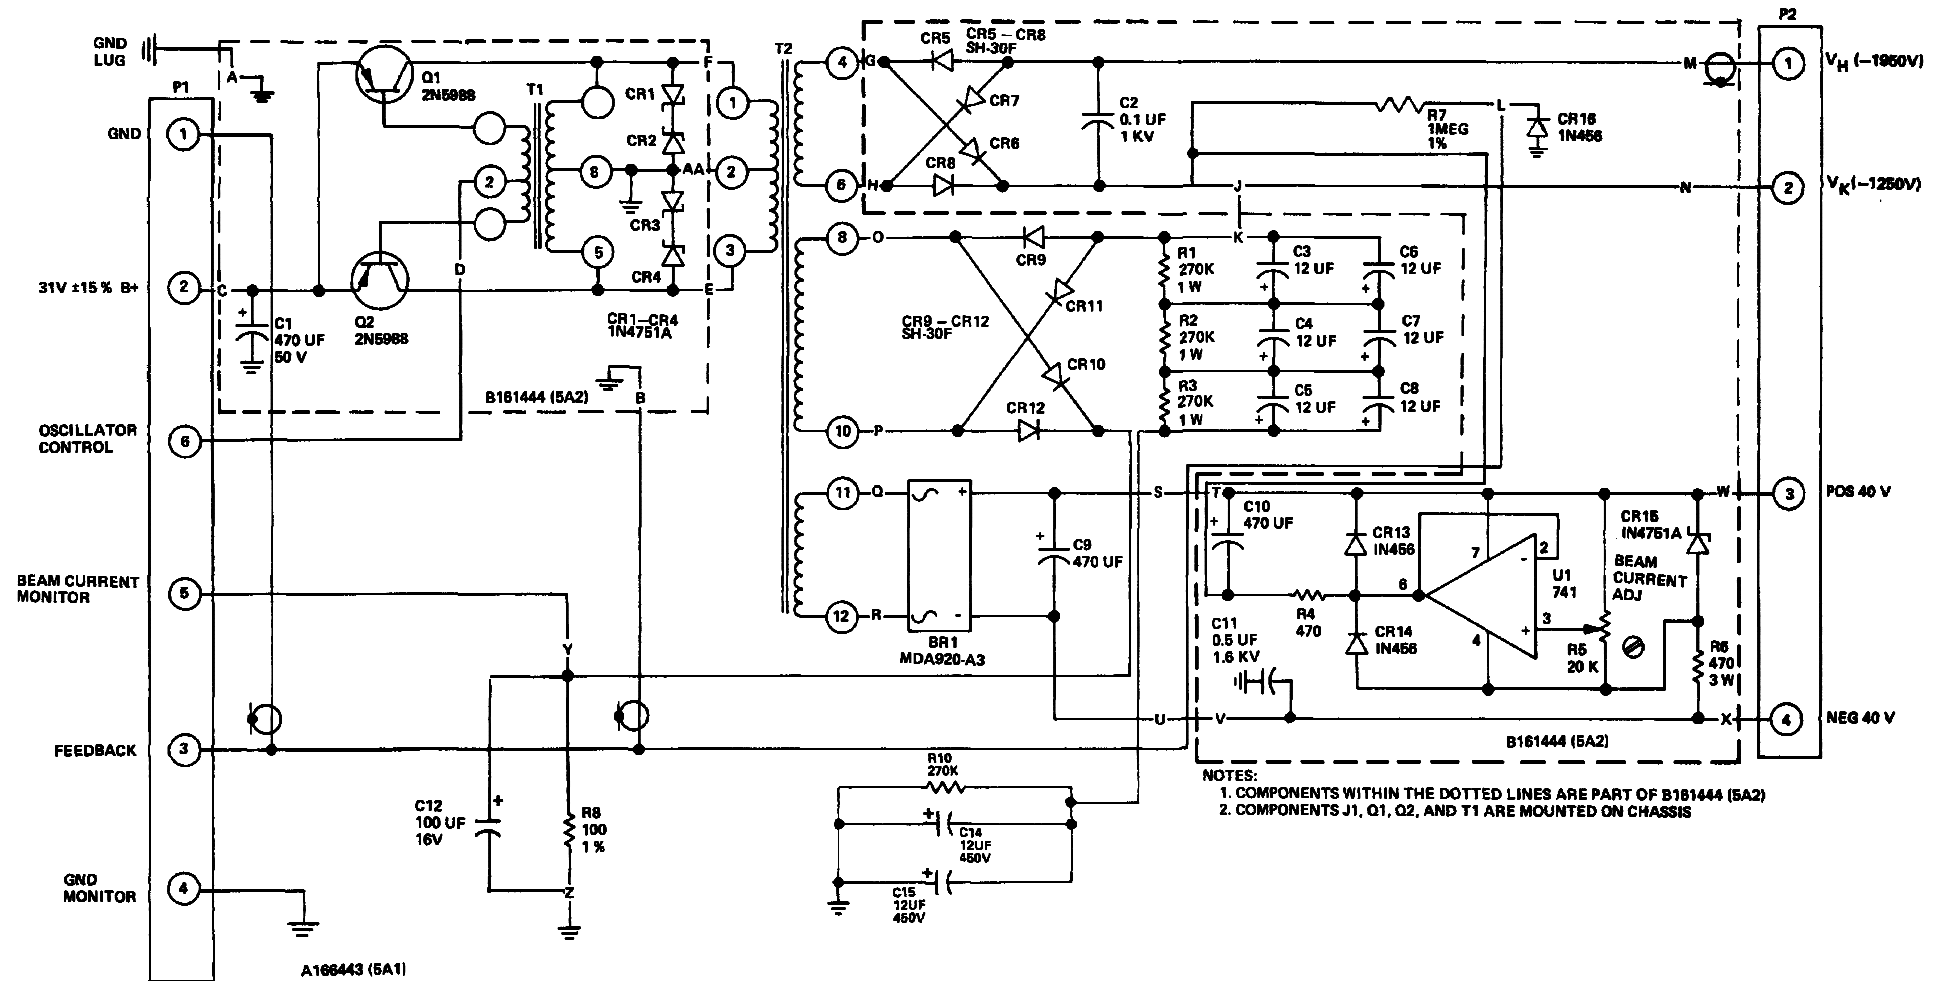 GND
LUG
P1
A
GND
1
31V ±15% B+
2
C
+
C1
470 UF
50 V
OSCILLATOR
CONTROL
6
BEAM CURRENT
MONITOR
5
FEEDBACK
3
GND
MONITOR
4
A166443 (5A1)
Q1
2N5988
Q2
2N5988
2
D
T1
8
5
CR1
CR2
AA
CR3
CR4
CR1-CR4
1N4751A
B161444 (5A2)
B
F
E
1
2
3
T2
4
G
6
H
8
O
10
P
11
Q
12
R
CR5
CR5 - CR8
SH-30F
CR7
CR6
CR8
C2
0.1 UF
1 KV
R7
1MEG
1%
L
CR16
1N456
M
J
N
K
P2
1
VH (-1950V)
2
VK (-1250V)
3
POS 40 V
4
NEG 40 V
CR9
CR11
CR9 - CR12
SH-30F
CR10
CR12
R1
270K
1 W
R2
270K
1 W
R3
270K
1 W
C3
12 UF
+
C4
12 UF
+
C5
12 UF
+
C6
12 UF
+
C7
12 UF
+
C8
12 UF
+
+
-
BR1
MDA920-A3
+
C9
470 UF
S
T
U
V
W
X
+
C10
470 UF
CR13
IN456
R4
470
CR14
IN456
C11
0.5 UF
1.6 KV
6
7
4
2
-
3
+
U1
741
CR15
IN4751A
BEAM
CURRENT
ADJ
R5
20 K
R6
470
3 W
B161444 (5A2)
Y
Z
C12
100 UF
16V
+
R8
100
1 %
R10
270K
+
C14
12UF
450V
+
C15
12UF
450V
NOTES:
1. COMPONENTS WITHIN THE DOTTED LINES ARE PART OF B161444 (5A2)
2. COMPONENTS J1, Q1, Q2, AND T1 ARE MOUNTED ON CHASSIS